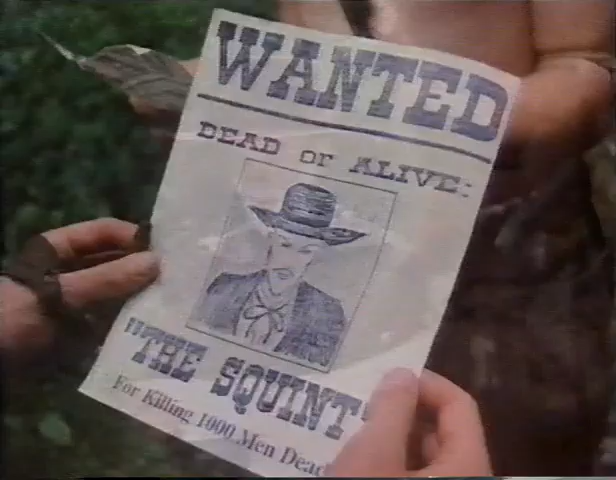 WANTED
DEAD or ALIVE:
"THE SQUINT"
For Killing 1000 Men Dead